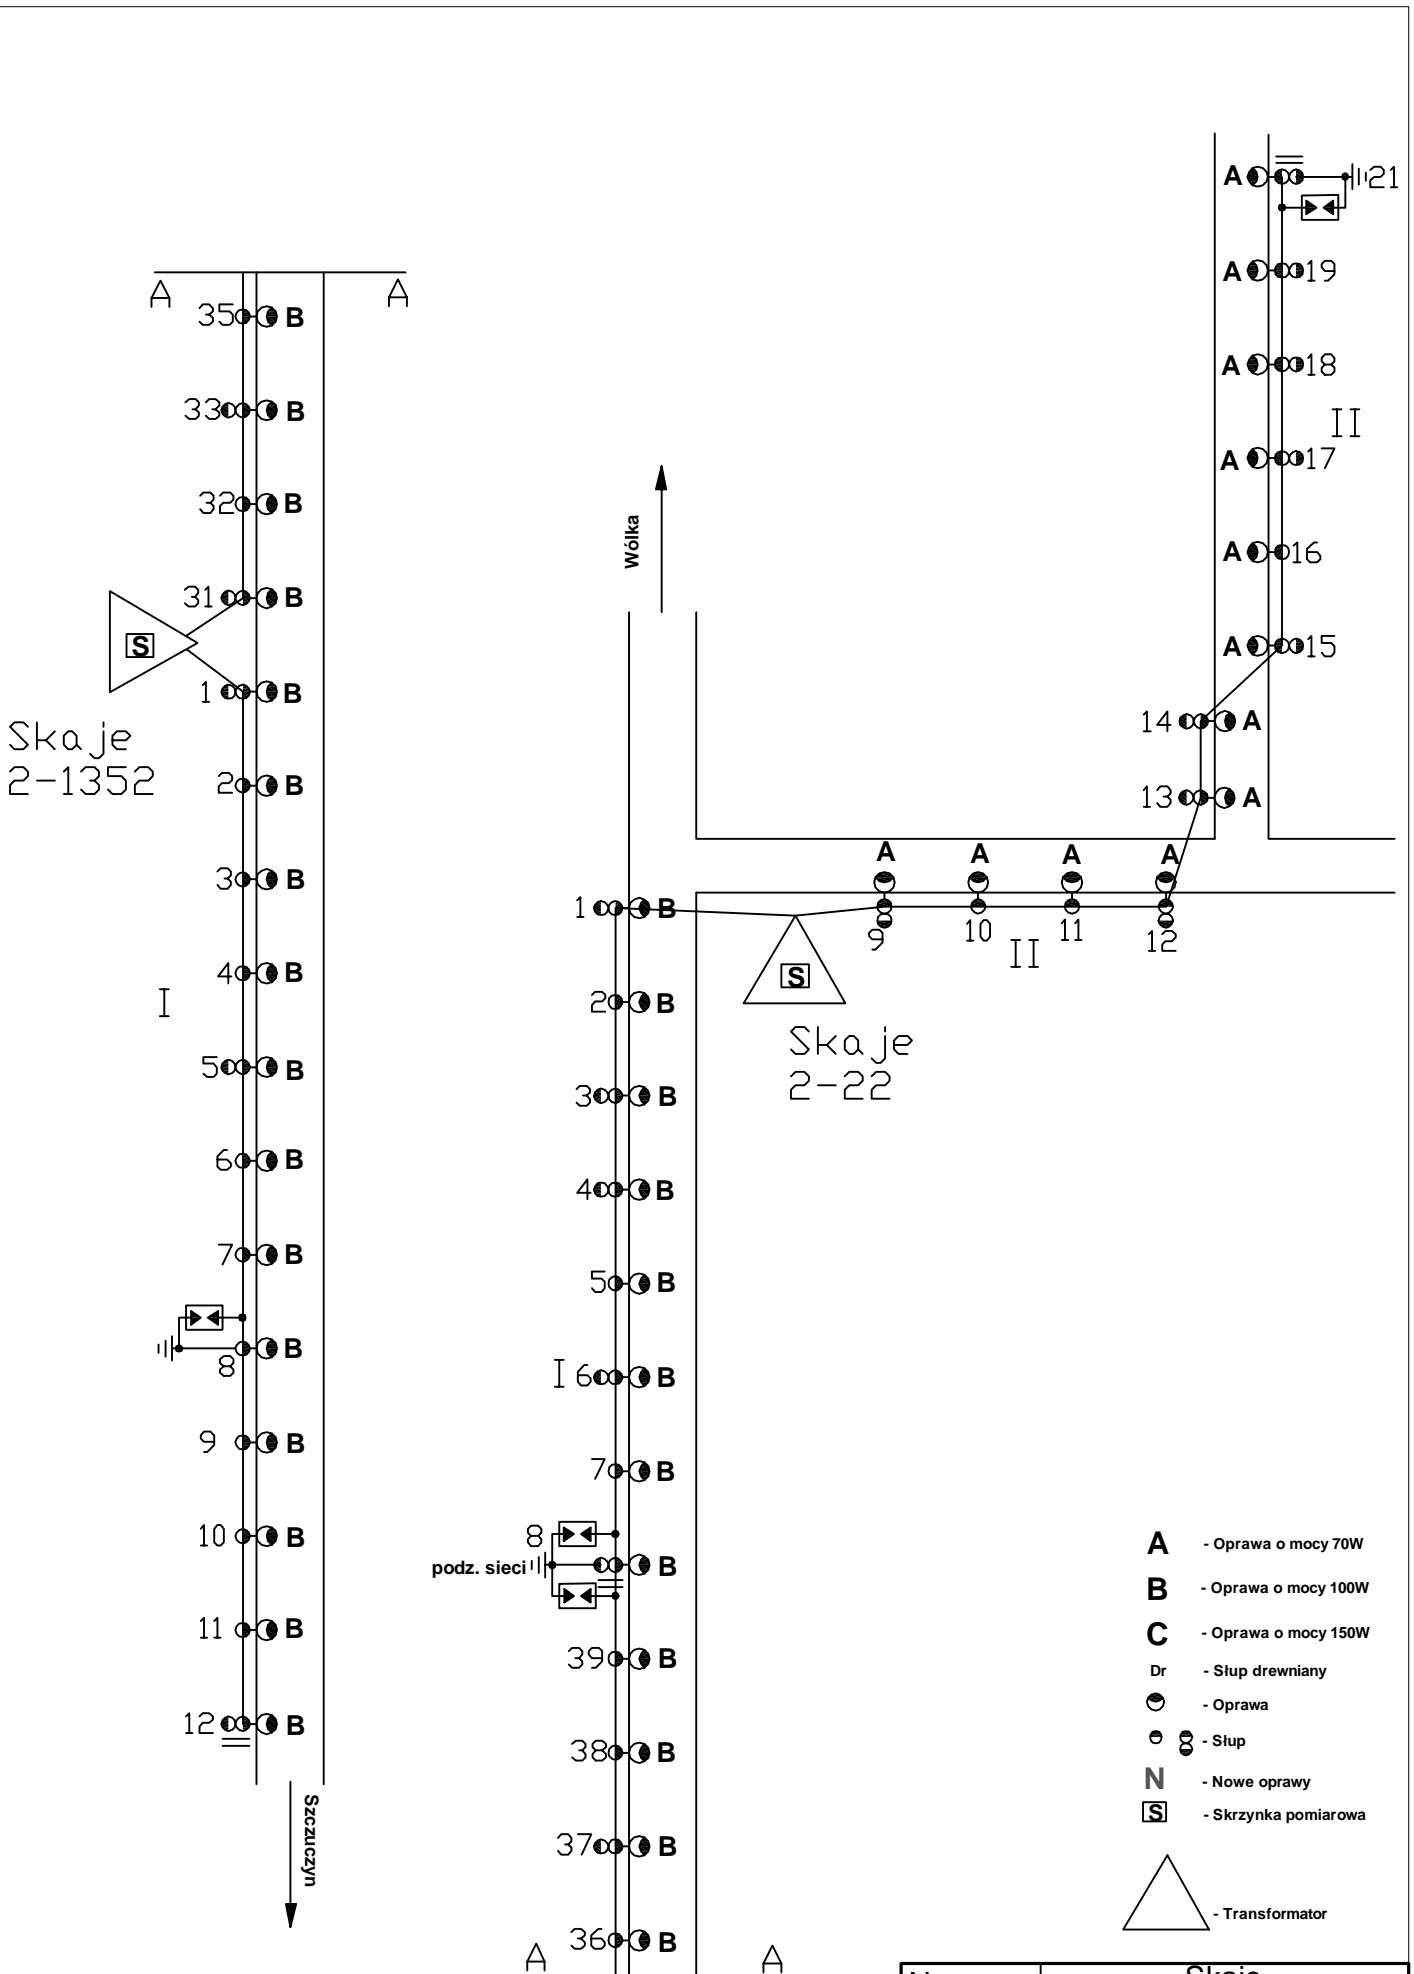 A A
35 B
33 B
32 B
31 B
S
1 B
Skaje
2-1352
2 B
3 B
4 B
I
5 B
6 B
7 B
8 B
9 B
10 B
11 B
12 B
Szczuczyn
Wólka
1 B
2 B
3 B
4 B
5 B
I 6 B
7 B
8
podz. sieci B
39 B
38 B
37 B
36 B
A A
S
Skaje
2-22
A A A A
9 10 11 12
II
A 21
A 19
A 18
II
A 17
A 16
A 15
14 A
13 A
A - Oprawa o mocy 70W
B - Oprawa o mocy 100W
C - Oprawa o mocy 150W
Dr - Słup drewniany
- Oprawa
- Słup
N - Nowe oprawy
S - Skrzynka pomiarowa
- Transformator
Skaje